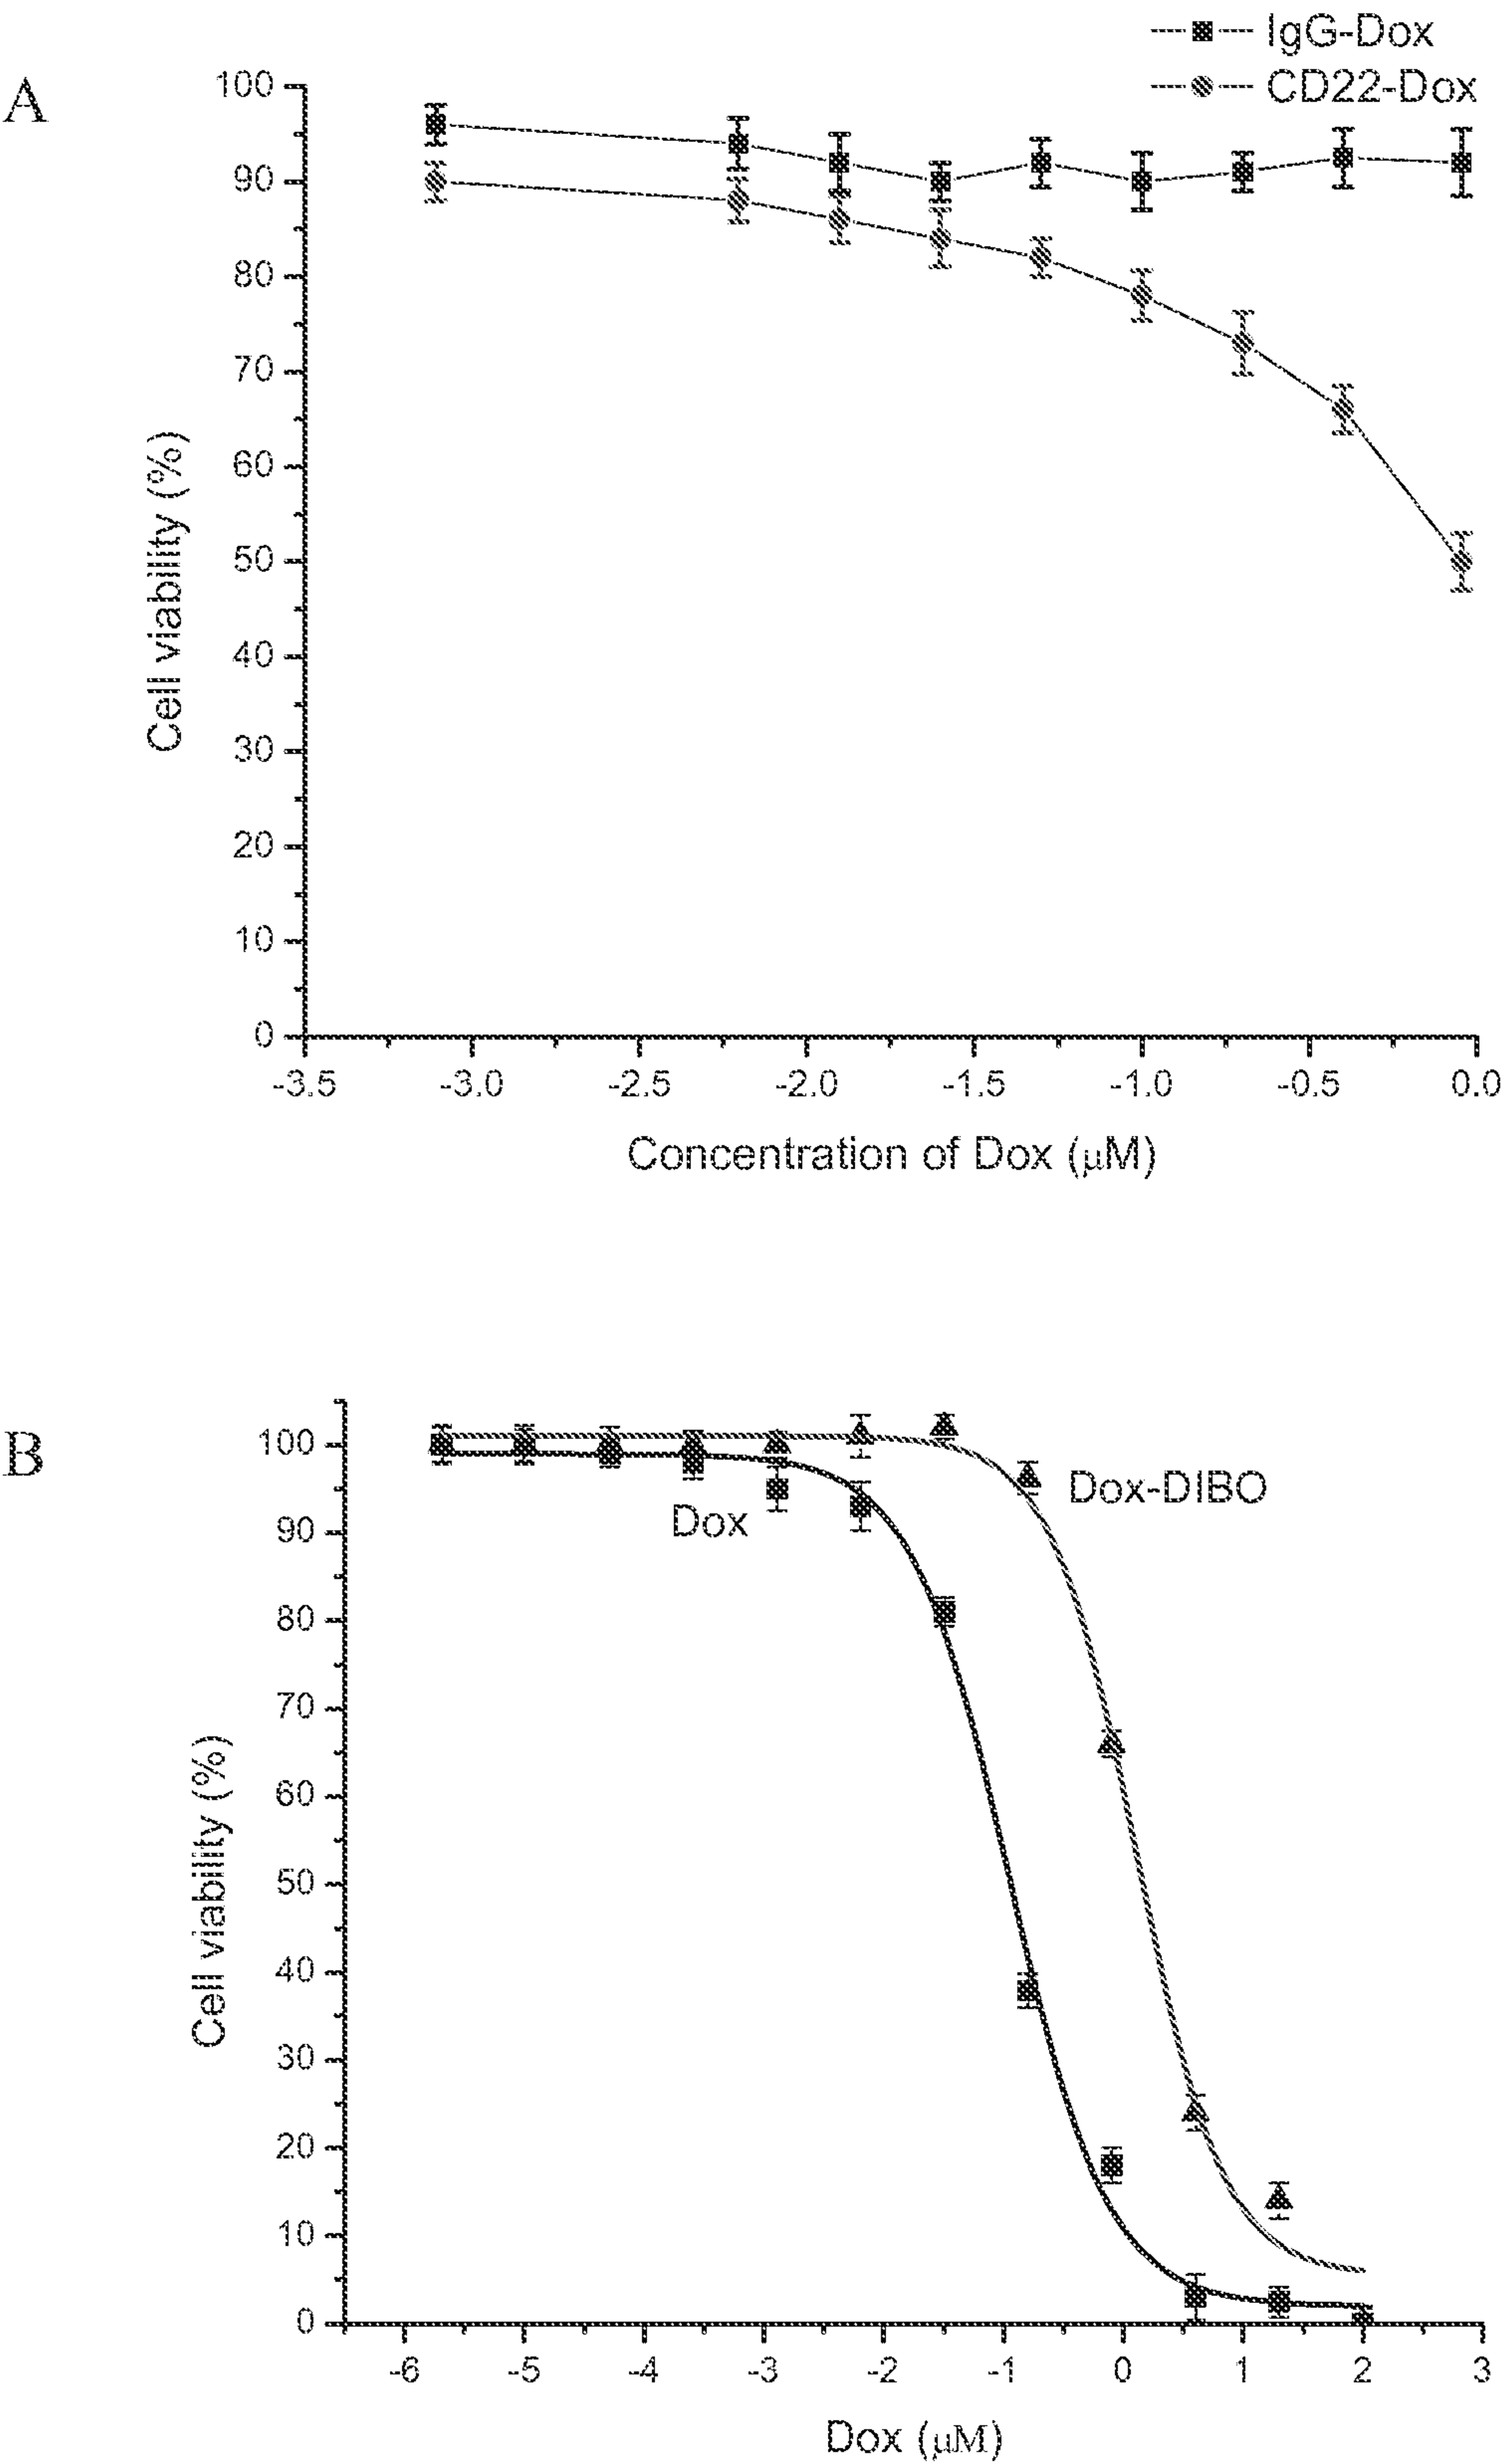 IgG-Dox
CD22-Dox
A
100
90
80
70
60
50
40
30
20
10
0
Cell viability (%)
-3.5 -3.0 -2.5 -2.0 -1.5 -1.0 -0.5 0.0
Concentration of Dox (μM)
B
100
90
80
70
60
50
40
30
20
10
0
Cell viability (%)
Dox
Dox-DIBO
-6 -5 -4 -3 -2 -1 0 1 2 3
Dox (μM)